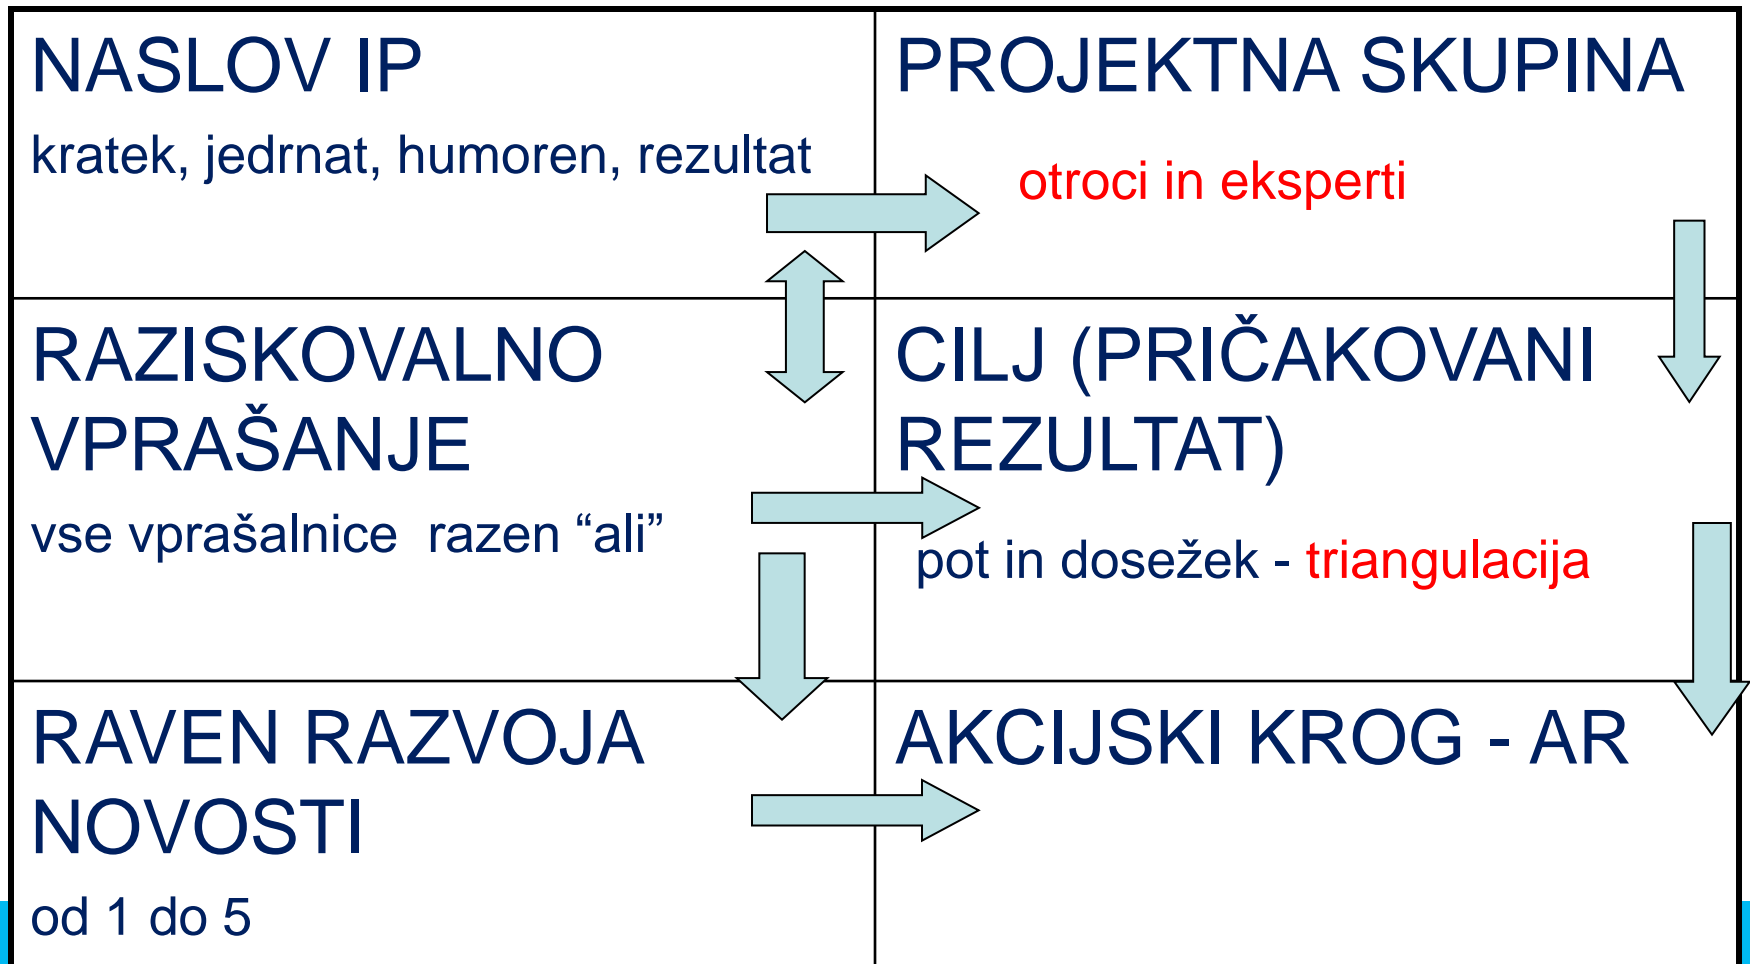 NASLOV IP
kratek, jedrnat, humoren, rezultat
PROJEKTNA SKUPINA
otroci in eksperti
RAZISKOVALNO
VPRAŠANJE
vse vprašalnice  razen “ali”
CILJ (PRIČAKOVANI
REZULTAT)
pot in dosežek - triangulacija
RAVEN RAZVOJA
NOVOSTI
od 1 do 5
AKCIJSKI KROG - AR